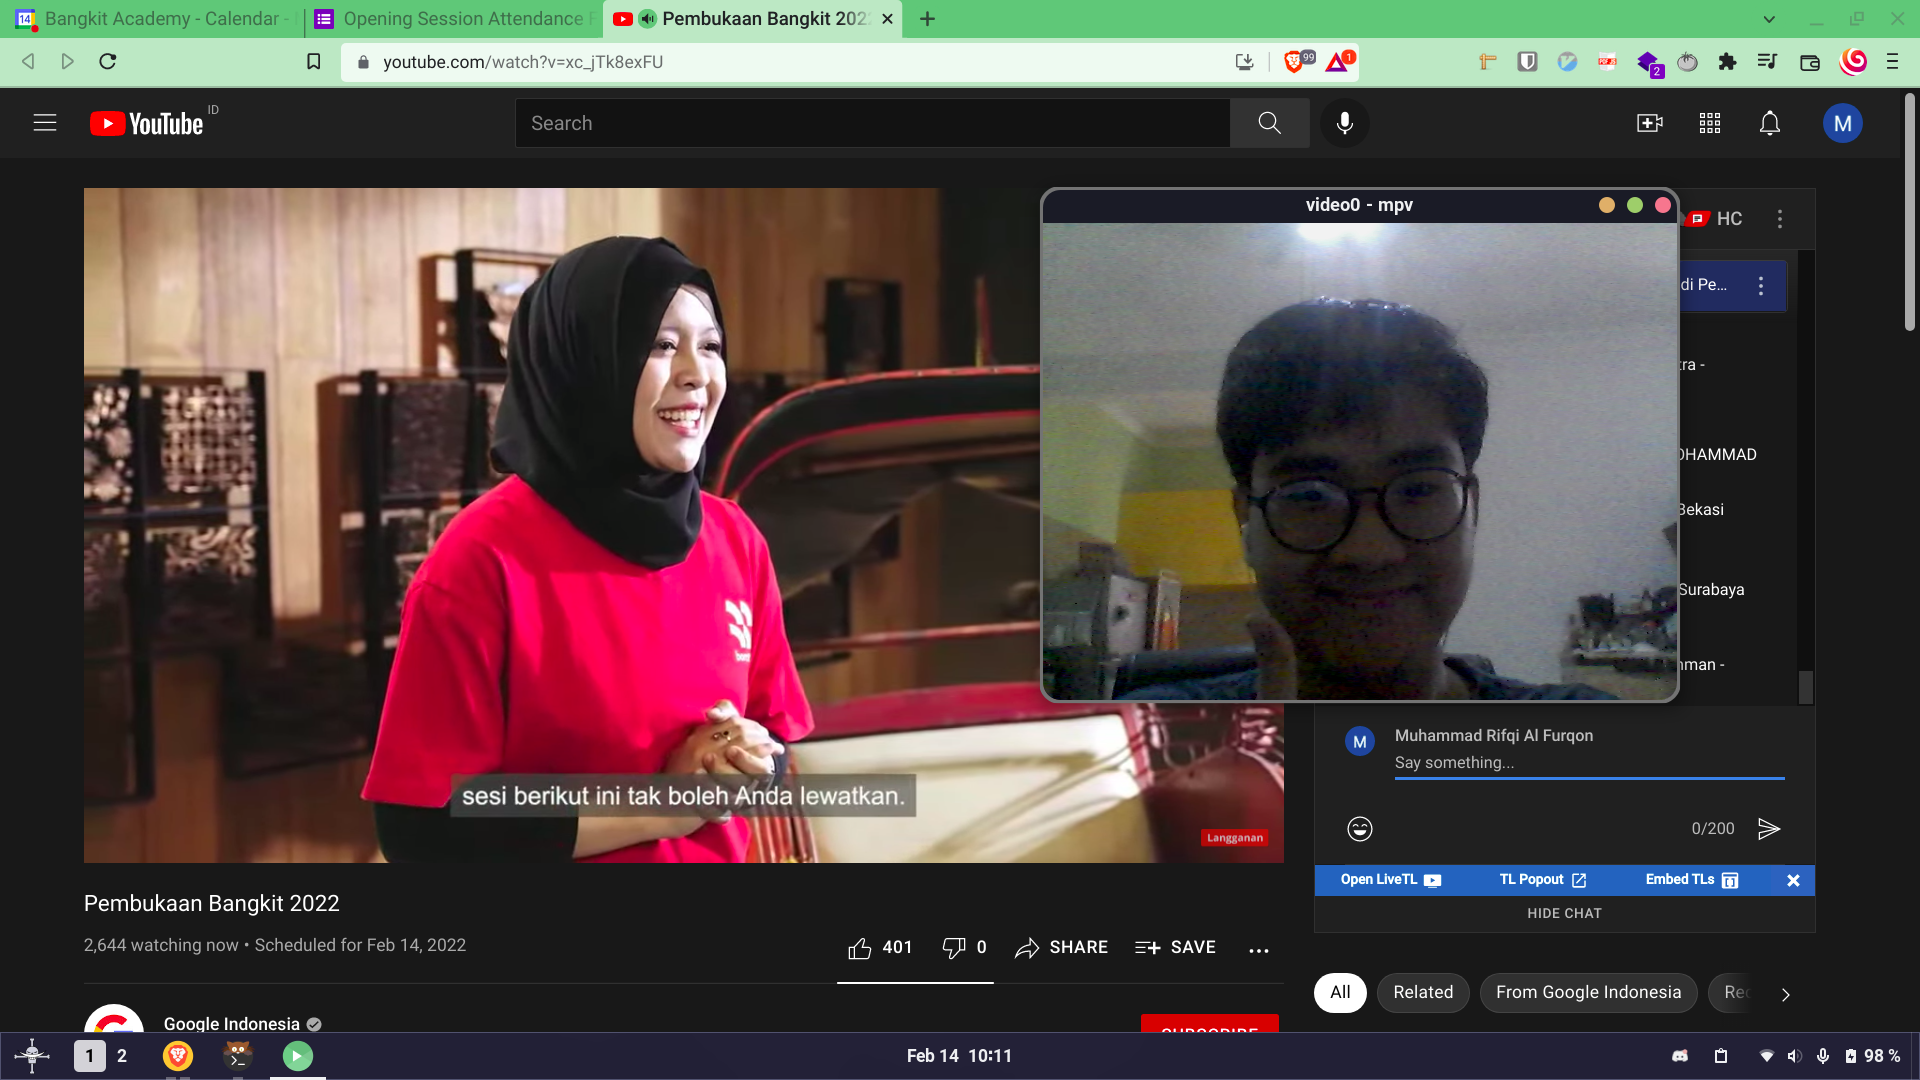 Bangkit Academy - Calendar -
Opening Session Attendance F
Pembukaan Bangkit 202
youtube.com/watch?v=xc_jTk8exFU
99
1
2
YouTube
ID
Search
M
video0 - mpv
HC
di Pe...
tra -
OHAMMAD
Bekasi
Surabaya
man -
sesi berikut ini tak boleh Anda lewatkan.
Langganan
M
Muhammad Rifqi Al Furqon
Say something...
0/200
Open LiveTL
TL Popout
Embed TLs
HIDE CHAT
Pembukaan Bangkit 2022
2,644 watching now • Scheduled for Feb 14, 2022
401
0
SHARE
SAVE
All
Related
From Google Indonesia
Rec
Google Indonesia
SUBSCRIBE
1
2
Feb 14 10:11
98 %